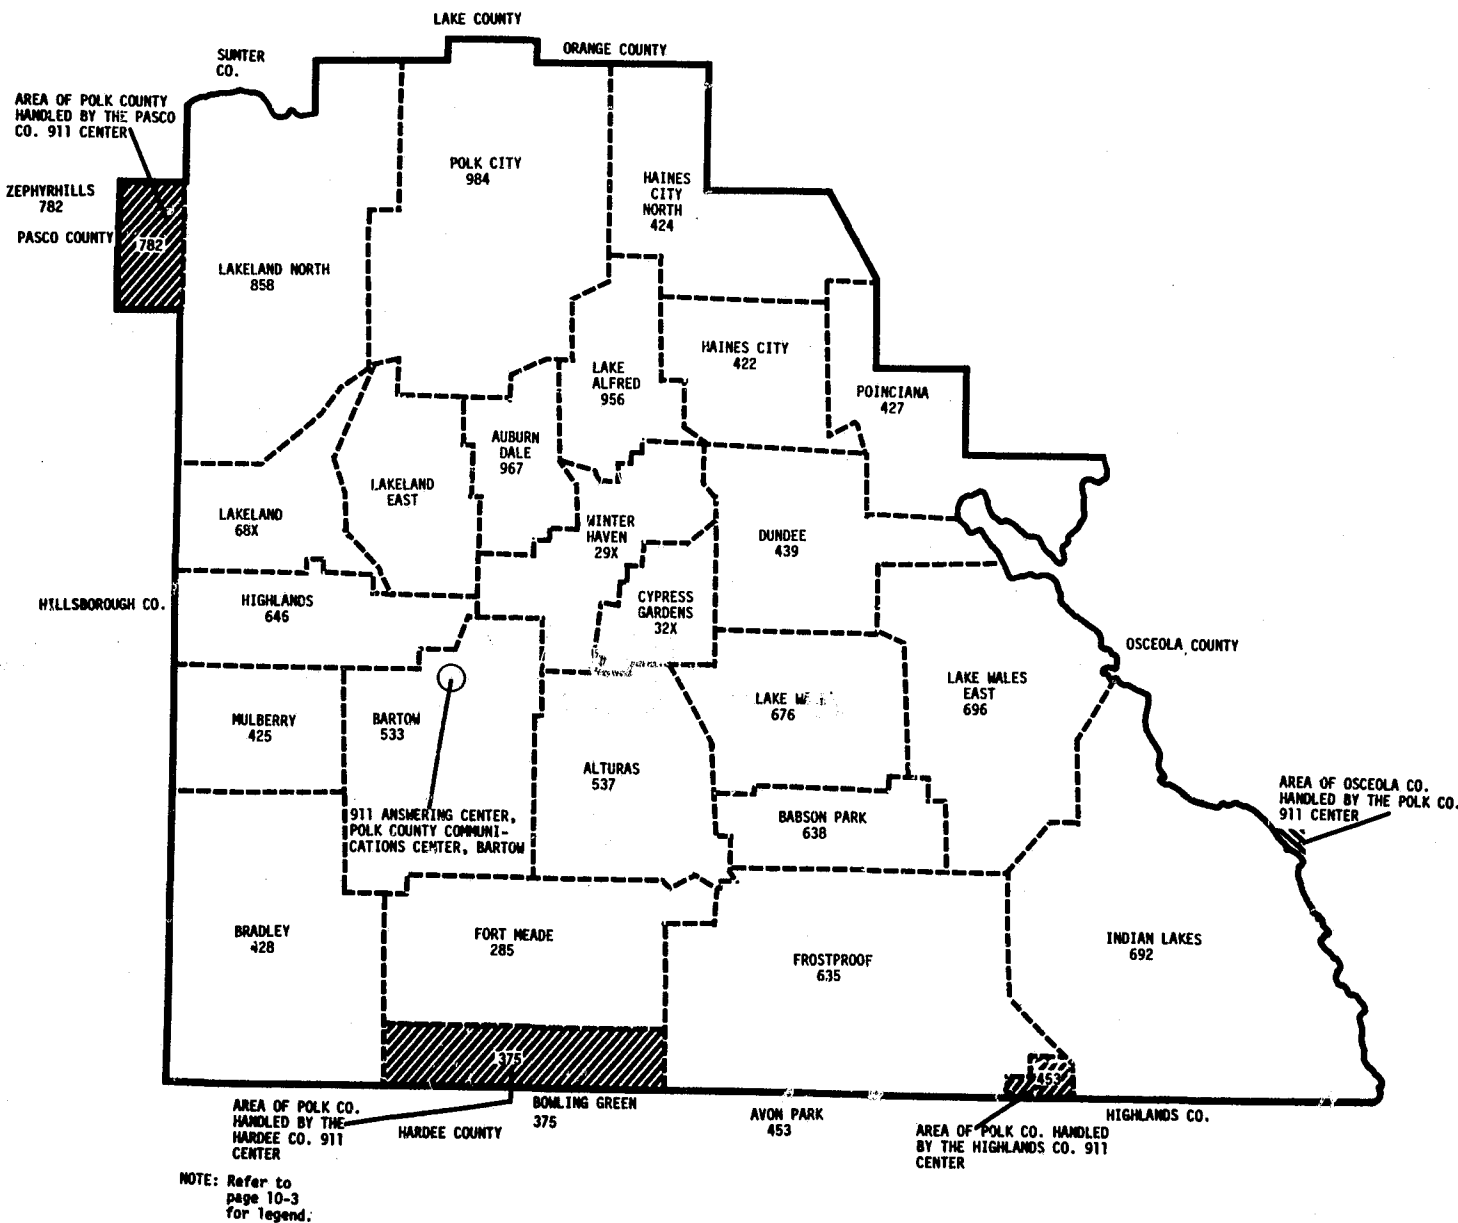 LAKE COUNTY
ORANGE COUNTY
SUMTER
CO.
AREA OF POLK COUNTY
HANDLED BY THE PASCO
CO. 911 CENTER
ZEPHYRHILLS
782
PASCO COUNTY
782
POLK CITY
984
HAINES
CITY
NORTH
424
LAKELAND NORTH
858
HAINES CITY
422
LAKE
ALFRED
956
POINCIANA
427
AUBURN
DALE
967
LAKELAND
EAST
LAKELAND
68X
WINTER
HAVEN
29X
DUNDEE
439
HILLSBOROUGH CO.
HIGHLANDS
646
CYPRESS
GARDENS
32X
OSCEOLA COUNTY
LAKE WALES
EAST
696
LAKE
676
MULBERRY
425
BARTOW
533
ALTURAS
537
AREA OF OSCEOLA CO.
HANDLED BY THE POLK CO.
911 CENTER
911 ANSWERING CENTER,
POLK COUNTY COMMUNI-
CATIONS CENTER, BARTOW
BABSON PARK
638
BRADLEY
428
FORT MEADE
285
FROSTPROOF
635
INDIAN LAKES
692
375
453
AREA OF POLK CO.
HANDLED BY THE
HARDEE CO. 911
CENTER
BOWLING GREEN
375
HARDEE COUNTY
AVON PARK
453
HIGHLANDS CO.
AREA OF POLK CO. HANDLED
BY THE HIGHLANDS CO. 911
CENTER
NOTE: Refer to
page 10-3
for legend.